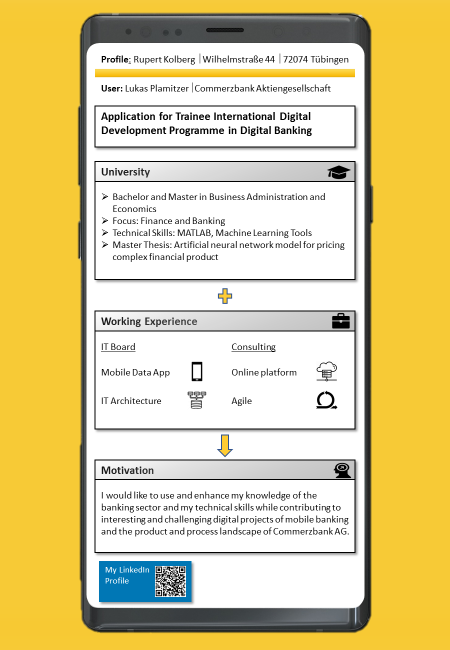 Profile: Rupert Kolberg | Wilhelmstraße 44 | 72074 Tübingen
User: Lukas Plamitzer | Commerzbank Aktiengesellschaft
Application for Trainee International Digital
Development Programme in Digital Banking
University
➢ Bachelor and Master in Business Administration and
Economics
➢ Focus: Finance and Banking
➢ Technical Skills: MATLAB, Machine Learning Tools
➢ Master Thesis: Artificial neural network model for pricing
complex financial product
Working Experience
IT Board Consulting
Mobile Data App Online platform
IT Architecture Agile
Motivation
I would like to use and enhance my knowledge of the
banking sector and my technical skills while contributing to
interesting and challenging digital projects of mobile banking
and the product and process landscape of Commerzbank AG.
My LinkedIn
Profile